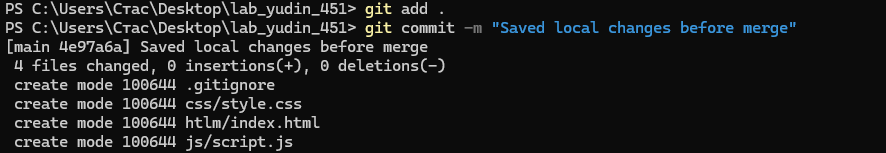 PS C:\Users\Стас\Desktop\lab_yudin_451> git add .
PS C:\Users\Стас\Desktop\lab_yudin_451> git commit -m "Saved local changes before merge"
[main 4e97a6a] Saved local changes before merge
 4 files changed, 0 insertions(+), 0 deletions(-)
 create mode 100644 .gitignore
 create mode 100644 css/style.css
 create mode 100644 htlm/index.html
 create mode 100644 js/script.js